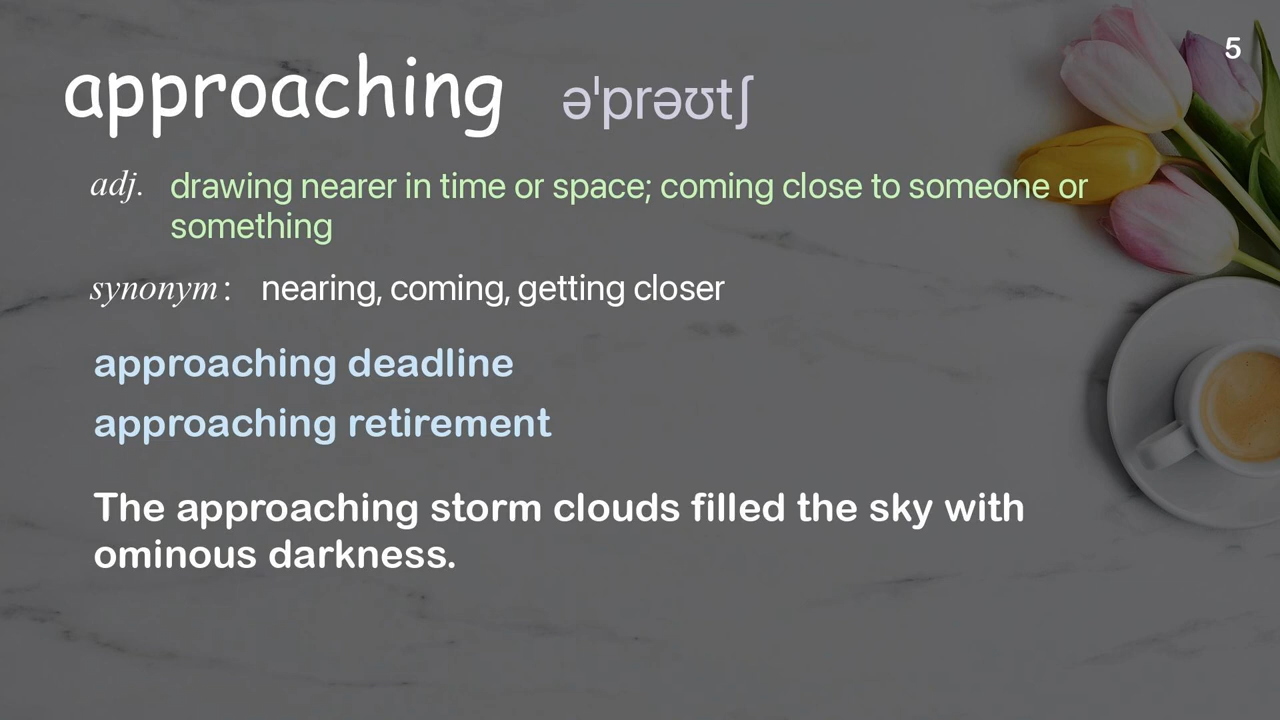 5
approaching əˈprəʊtʃ
adj. drawing nearer in time or space; coming close to someone or
something
synonym : nearing, coming, getting closer
approaching deadline
approaching retirement
The approaching storm clouds filled the sky with
ominous darkness.